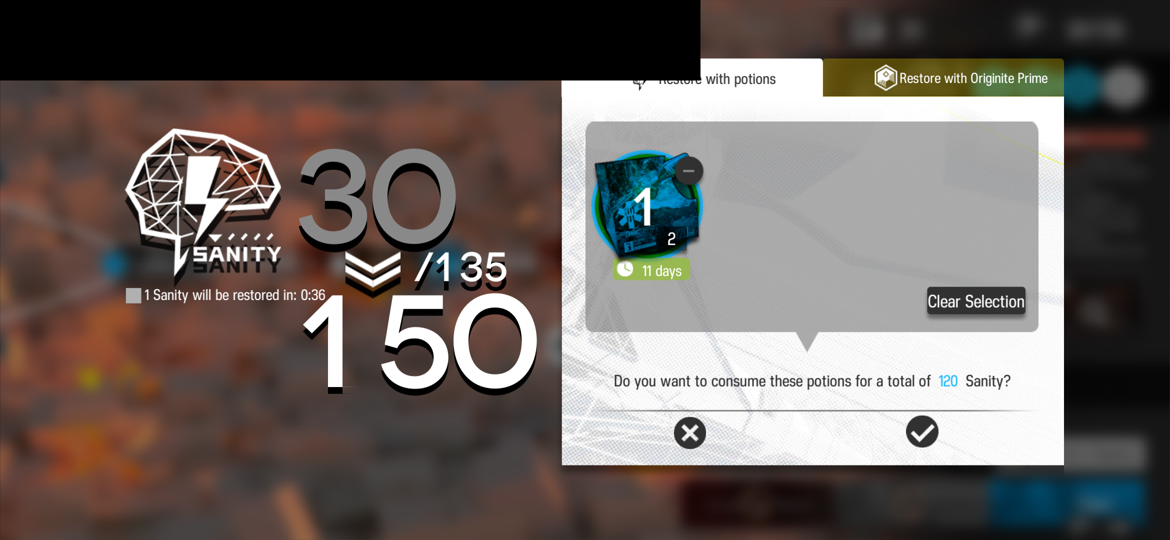 Restore with potions
Restore with Originite Prime
30
SANITY
/135
1 Sanity will be restored in: 0:36
150
1
2
11 days
Clear Selection
Do you want to consume these potions for a total of 120 Sanity?